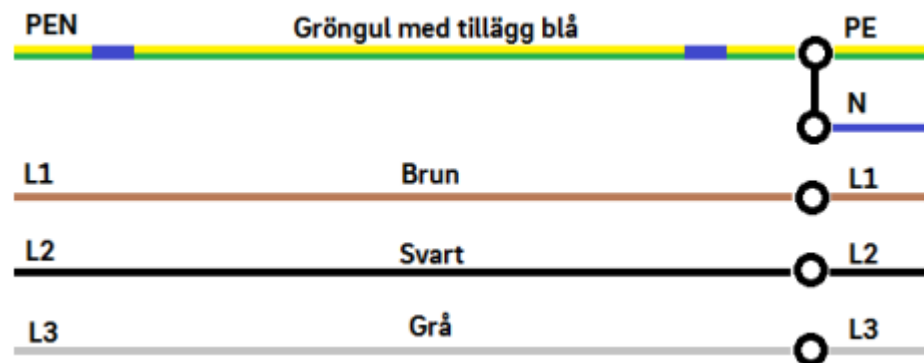 PEN Gröngul med tillägg blå PE
N
L1 Brun L1
L2 Svart L2
L3 Grå L3